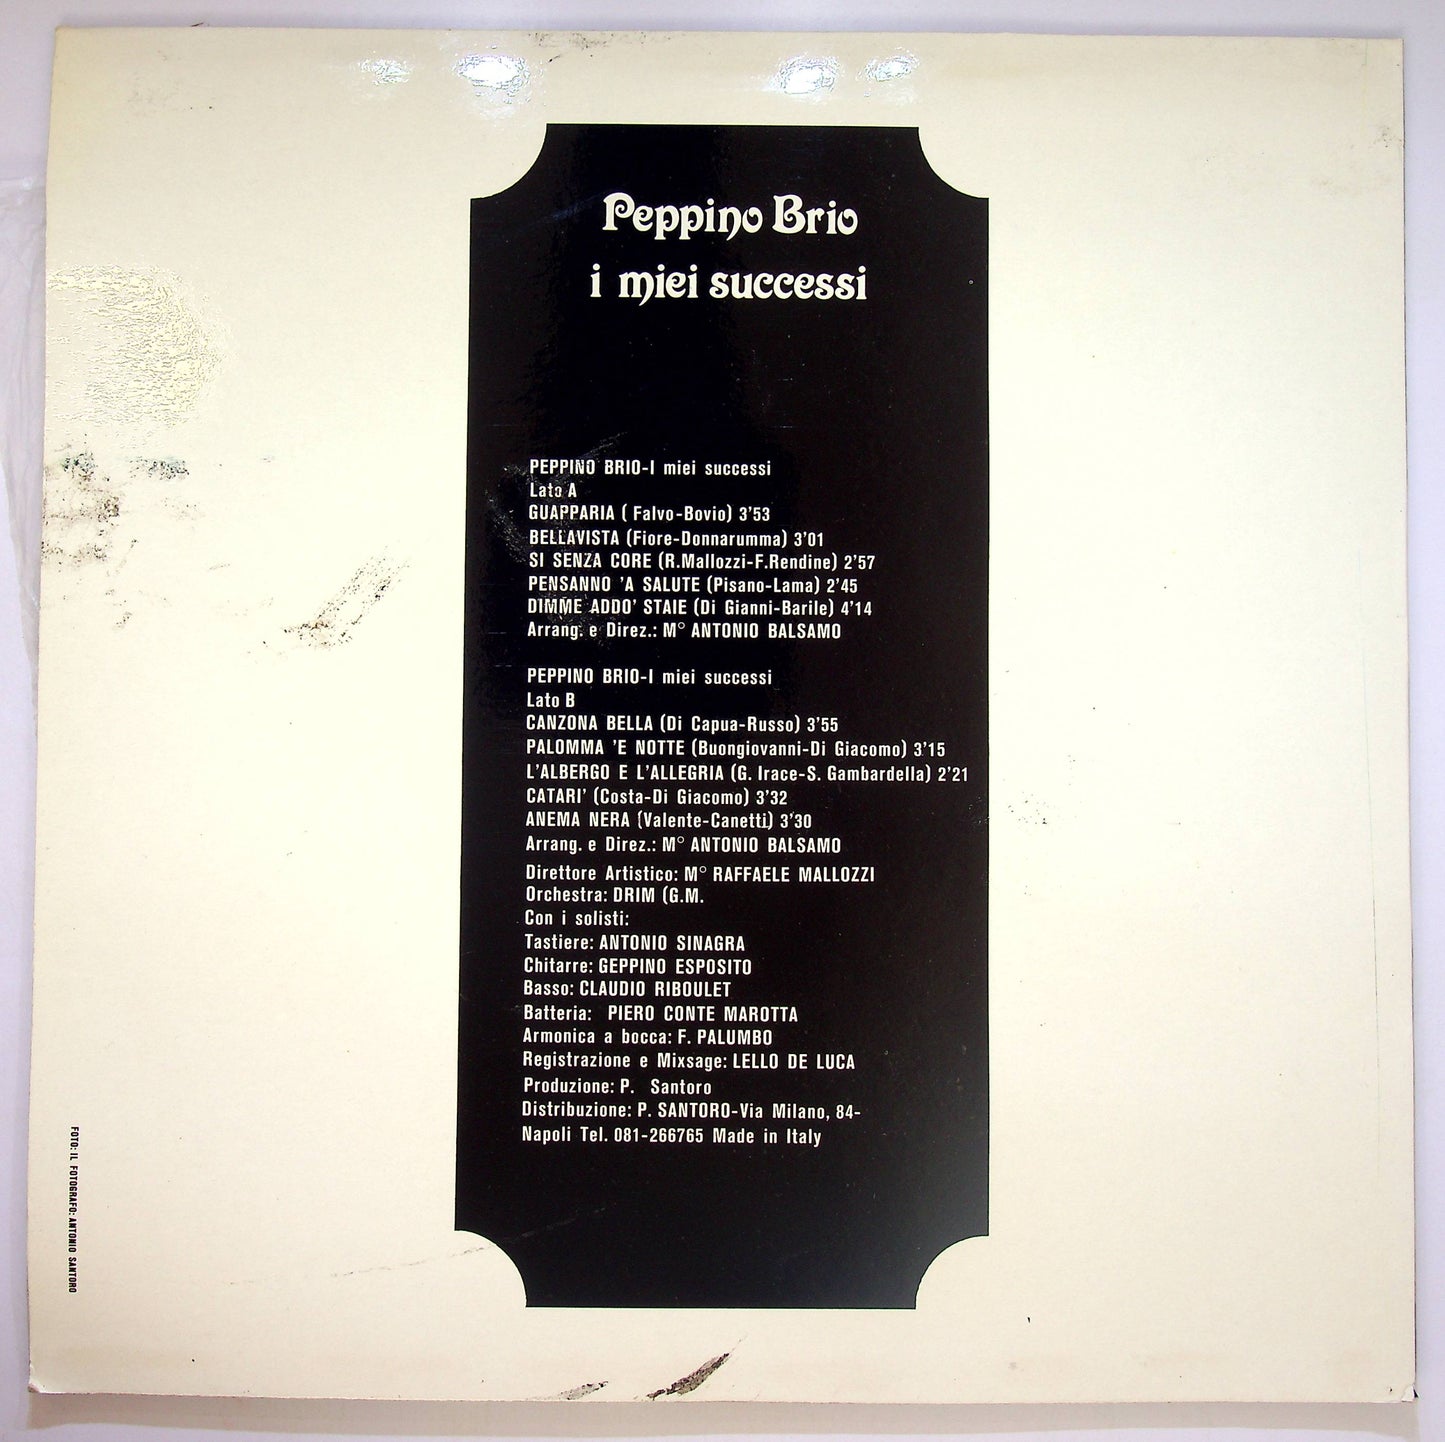 Peppino Brio
i miei successi
PEPPINO BRIO-I miei successi
Lato A
GUAPPARIA ( Falvo-Bovio) 3'53
BELLAVISTA (Fiore-Donnarumma) 3'01
SI SENZA CORE (R.Mallozzi-F.Rendine) 2'57
PENSANNO 'A SALUTE (Pisano-Lama) 2'45
DIMME ADDO' STAIE (Di Gianni-Barile) 4'14
Arrang. e Direz.: M° ANTONIO BALSAMO
PEPPINO BRIO-I miei successi
Lato B
CANZONA BELLA (Di Capua-Russo) 3'55
PALOMMA 'E NOTTE (Buongiovanni-Di Giacomo) 3'15
L'ALBERGO E L'ALLEGRIA (G. Irace-S. Gambardella) 2'21
CATARI' (Costa-Di Giacomo) 3'32
ANEMA NERA (Valente-Canetti) 3'30
Arrang. e Direz.: M° ANTONIO BALSAMO
Direttore Artistico: M° RAFFAELE MALLOZZI
Orchestra: DRIM (G.M.
Con i solisti:
Tastiere: ANTONIO SINAGRA
Chitarre: GEPPINO ESPOSITO
Basso: CLAUDIO RIBOULET
Batteria: PIERO CONTE MAROTTA
Armonica a bocca: F. PALUMBO
Registrazione e Mixsage: LELLO DE LUCA
Produzione: P. Santoro
Distribuzione: P. SANTORO-Via Milano, 84-
Napoli Tel. 081-266765 Made in Italy
FOTO: IL FOTOGRAFO: ANTONIO SANTORO